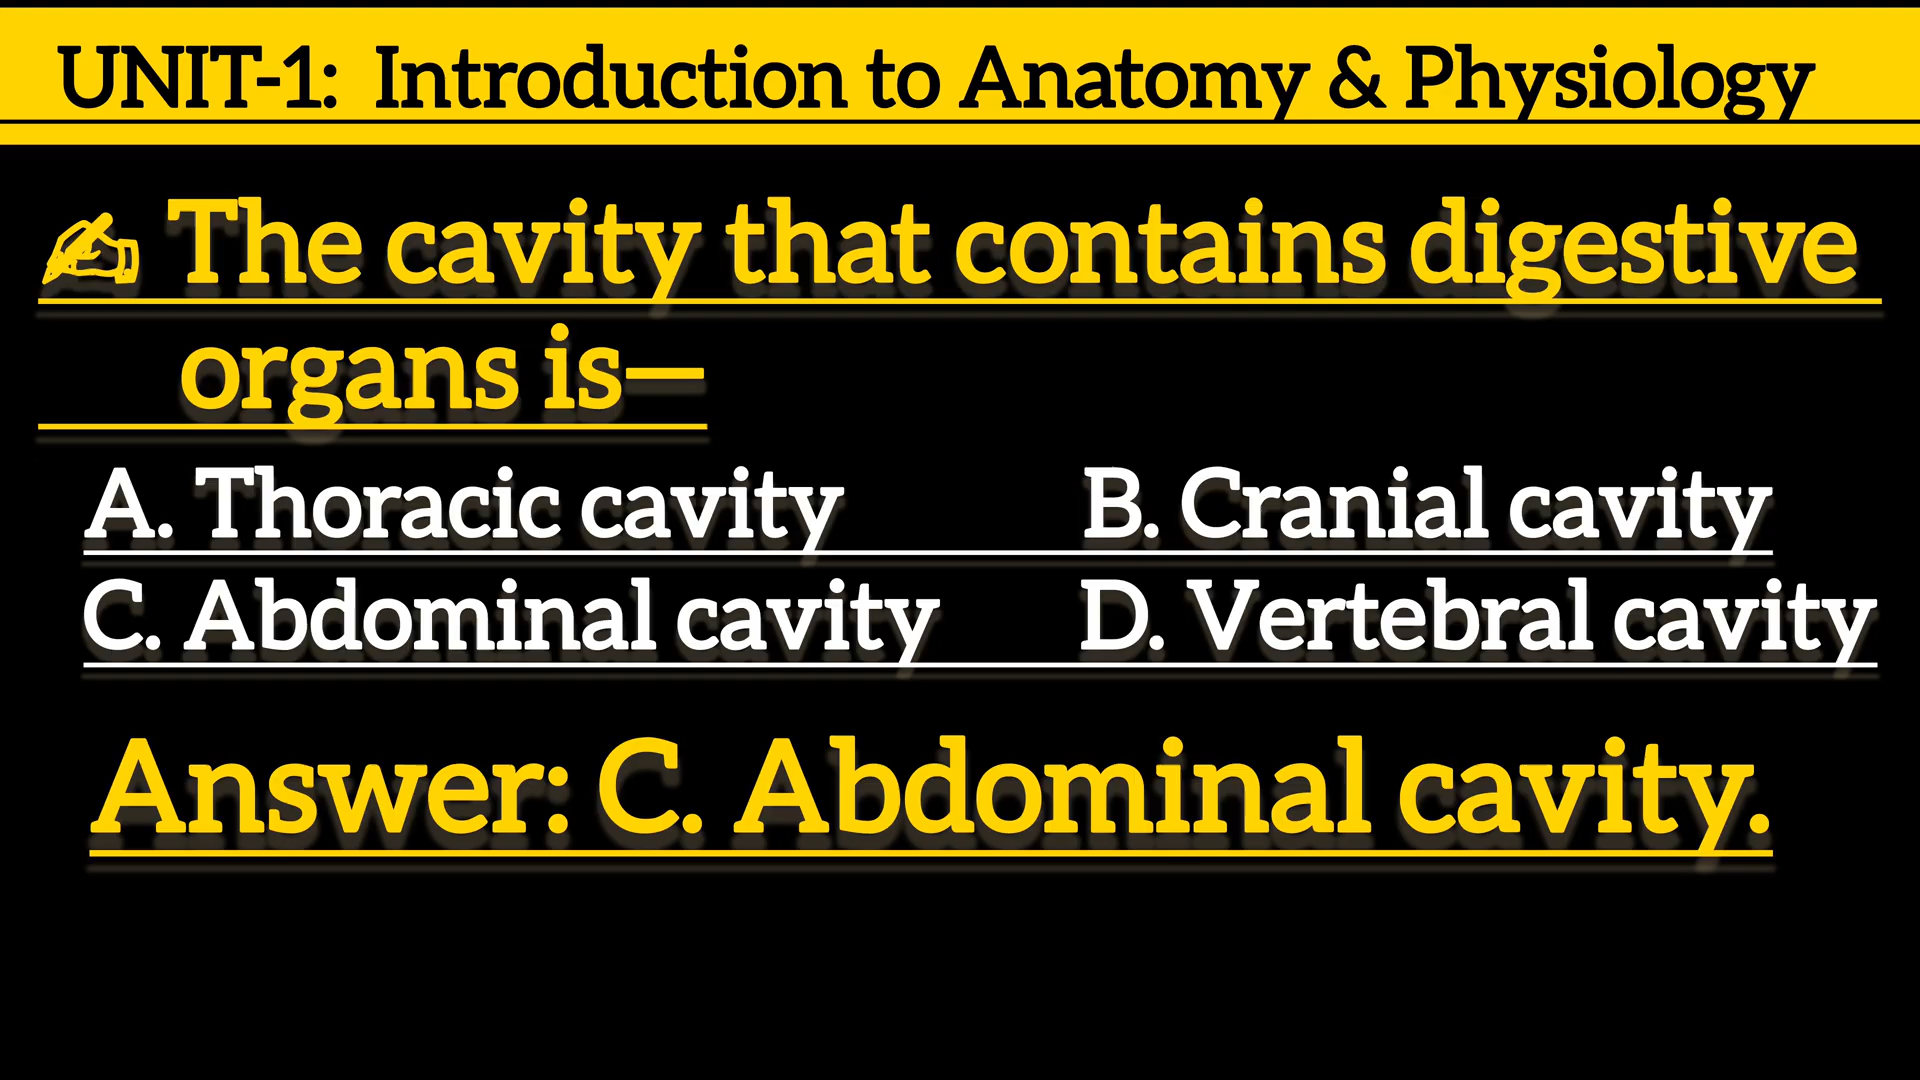 UNIT-1: Introduction to Anatomy & Physiology
✍ The cavity that contains digestive
organs is—
A. Thoracic cavity B. Cranial cavity
C. Abdominal cavity D. Vertebral cavity
Answer: C. Abdominal cavity.